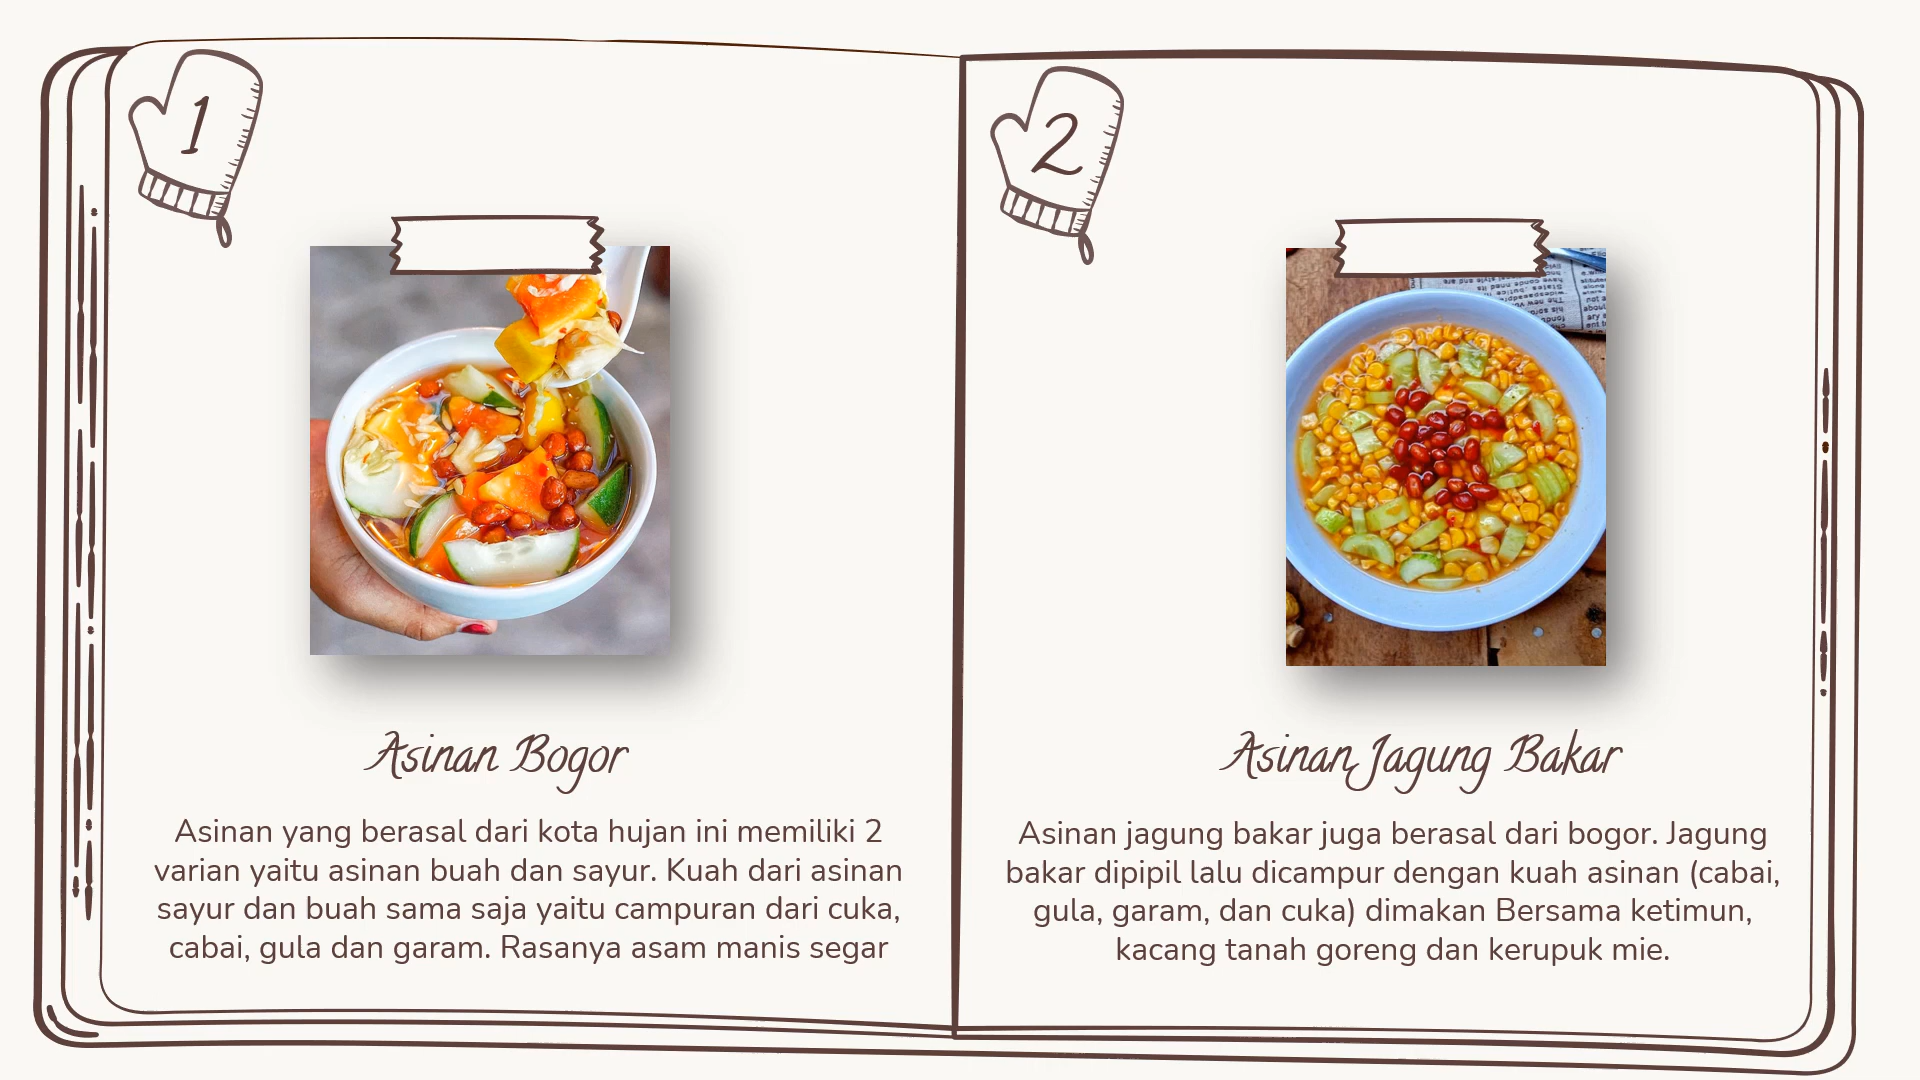 1
Asinan Bogor
Asinan yang berasal dari kota hujan ini memiliki 2
varian yaitu asinan buah dan sayur. Kuah dari asinan
sayur dan buah sama saja yaitu campuran dari cuka,
cabai, gula dan garam. Rasanya asam manis segar
2
Asinan Jagung Bakar
Asinan jagung bakar juga berasal dari bogor. Jagung
bakar dipipil lalu dicampur dengan kuah asinan (cabai,
gula, garam, dan cuka) dimakan Bersama ketimun,
kacang tanah goreng dan kerupuk mie.